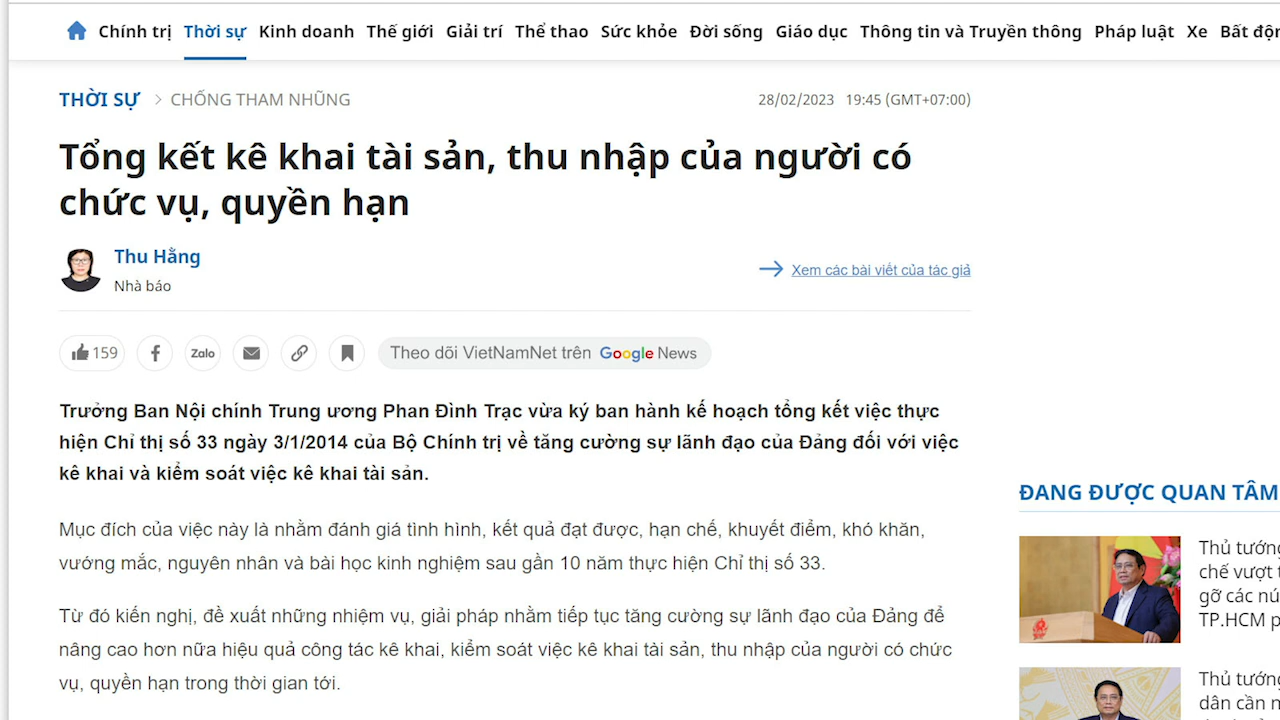 Chính trị Thời sự Kinh doanh Thế giới Giải trí Thể thao Sức khỏe Đời sống Giáo dục Thông tin và Truyền thông Pháp luật Xe Bất
THỜI SỰ > CHỐNG THAM NHŨNG
28/02/2023 19:45 (GMT+07:00)
Tổng kết kê khai tài sản, thu nhập của người có
chức vụ, quyền hạn
Thu Hằng
Nhà báo
Xem các bài viết của tác giả
159
Zalo
Theo dõi VietNamNet trên Google News
Trưởng Ban Nội chính Trung ương Phan Đình Trạc vừa ký ban hành kế hoạch tổng kết việc thực
hiện Chỉ thị số 33 ngày 3/1/2014 của Bộ Chính trị về tăng cường sự lãnh đạo của Đảng đối với việc
kê khai và kiểm soát việc kê khai tài sản.
Mục đích của việc này là nhằm đánh giá tình hình, kết quả đạt được, hạn chế, khuyết điểm, khó khăn,
vướng mắc, nguyên nhân và bài học kinh nghiệm sau gần 10 năm thực hiện Chỉ thị số 33.
Từ đó kiến nghị, đề xuất những nhiệm vụ, giải pháp nhằm tiếp tục tăng cường sự lãnh đạo của Đảng để
nâng cao hơn nữa hiệu quả công tác kê khai, kiểm soát việc kê khai tài sản, thu nhập của người có chức
vụ, quyền hạn trong thời gian tới.
ĐANG ĐƯỢC QUAN TÂM
Thủ tướng
chế vượt
gỡ các
TP.HCM
Thủ tướng
dân cần